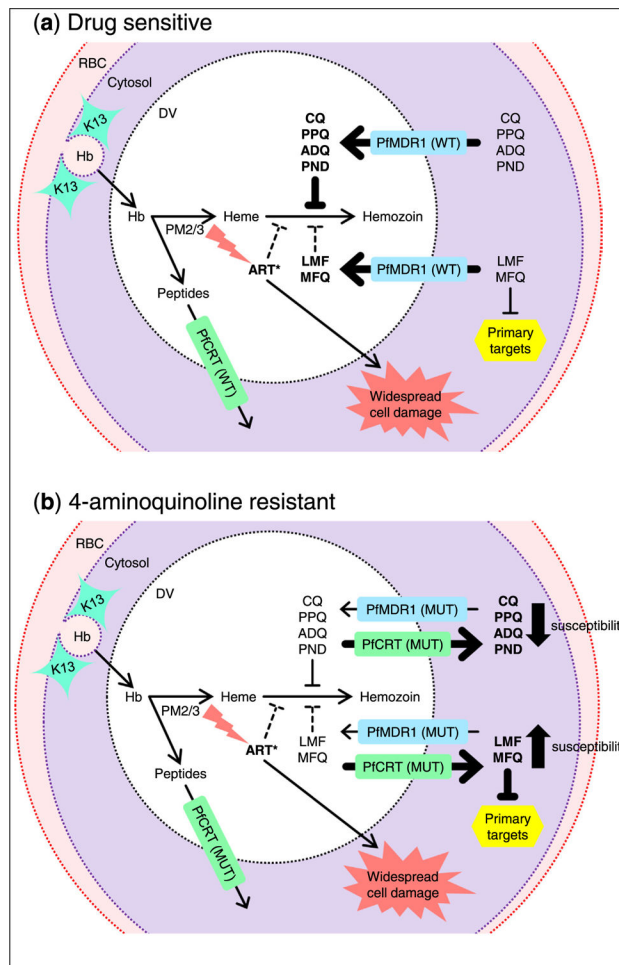 (a) Drug sensitive
RBC
Cytosol
K13
DV
Hb
K13
CQ
PPQ
ADQ
PND
PfMDR1 (WT)
CQ
PPQ
ADQ
PND
Hb
PM2/3
Heme
Hemozoin
ART*
LMF
MFQ
PfMDR1 (WT)
LMF
MFQ
Peptides
Primary
targets
PfCRT (WT)
Widespread
cell damage
(b) 4-aminoquinoline resistant
RBC
Cytosol
K13
DV
Hb
K13
CQ
PPQ
ADQ
PND
PfMDR1 (MUT)
PfCRT (MUT)
CQ
PPQ
ADQ
PND
susceptibilit
Hb
PM2/3
Heme
Hemozoin
ART*
LMF
MFQ
PfMDR1 (MUT)
PfCRT (MUT)
LMF
MFQ
susceptibilit
Peptides
Primary
targets
PfCRT (MUT)
Widespread
cell damage